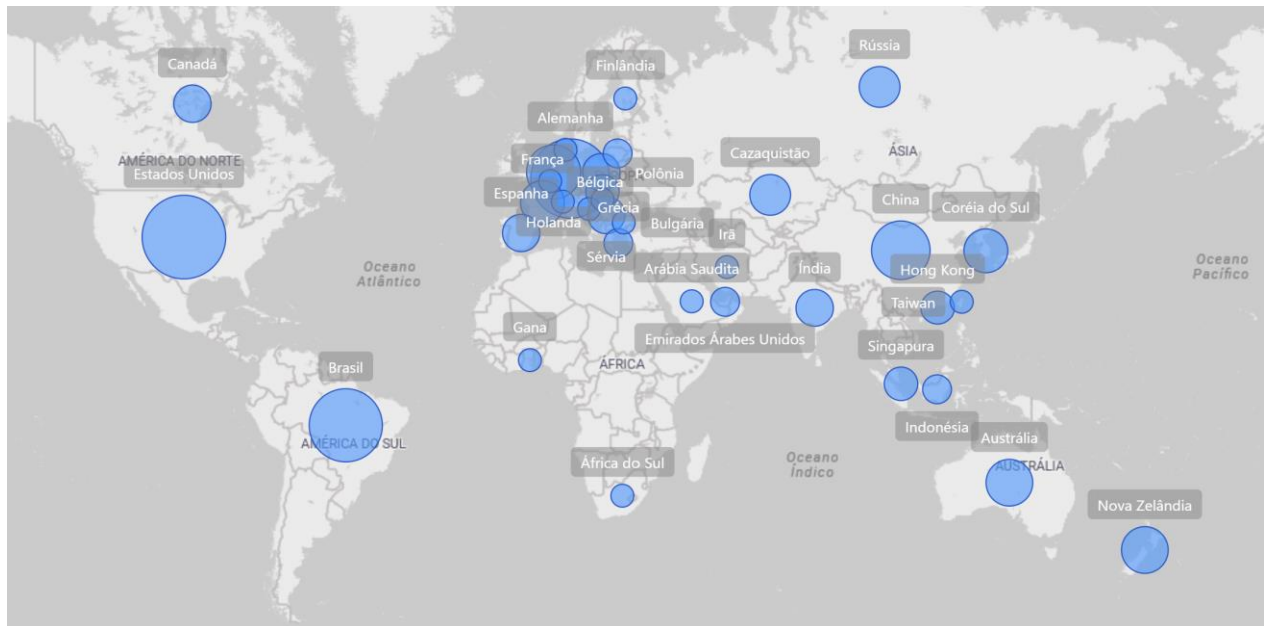 Canadá
Finlândia
Rússia
Alemanha
AMÉRICA DO NORTE
Estados Unidos
França
Polônia
Cazaquistão
ÁSIA
Espanha
Bélgica
China
Coréia do Sul
Holanda
Grécia
Bulgária
Irã
Sérvia
Arábia Saudita
Índia
Hong Kong
Oceano
Atlântico
Oceano
Pacífico
Taiwan
Gana
Emirados Árabes Unidos
Singapura
Brasil
ÁFRICA
AMÉRICA DO SUL
Indonésia
Austrália
AUSTRÁLIA
África do Sul
Oceano
Índico
Nova Zelândia